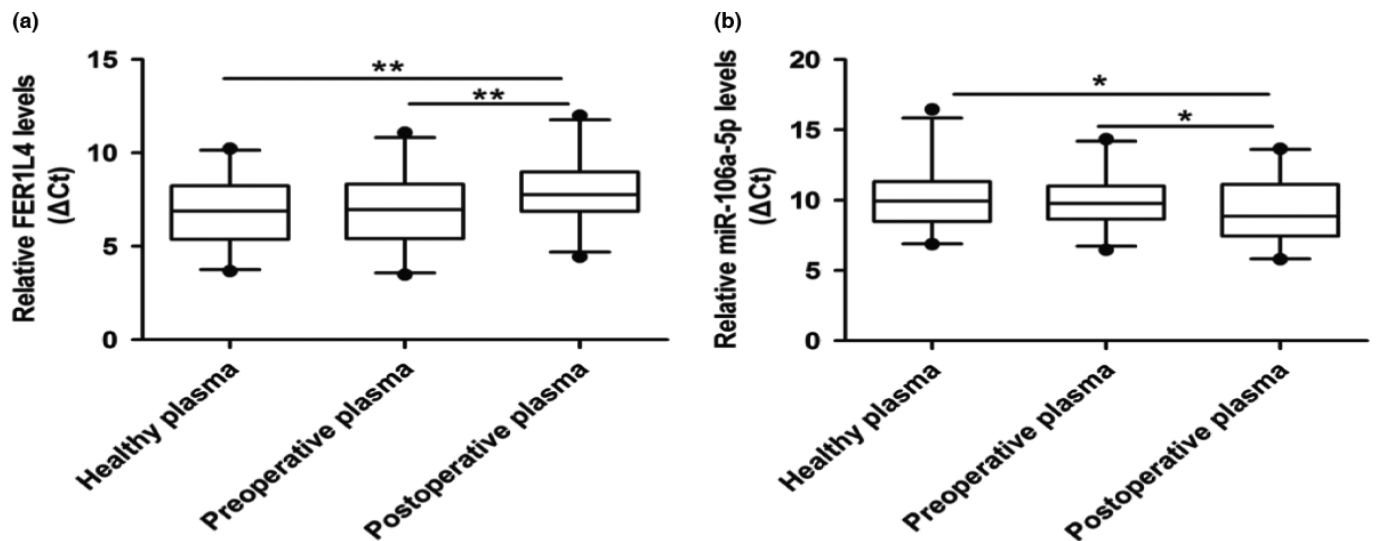 (a)
Relative FER1L4 levels
(ΔCt)
15
10
5
0
**
**
Healthy plasma
Preoperative plasma
Postoperative plasma
(b)
Relative miR-106a-5p levels
(ΔCt)
20
15
10
5
0
*
*
Healthy plasma
Preoperative plasma
Postoperative plasma